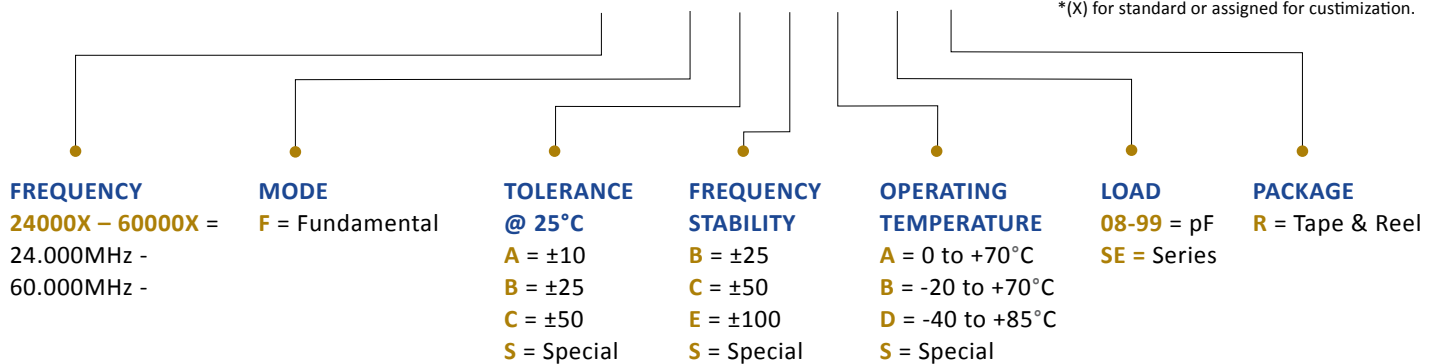 *(X) for standard or assigned for custimization.
FREQUENCY
24000X – 60000X =
24.000MHz -
60.000MHz -
MODE
F = Fundamental
TOLERANCE
@ 25°C
A = ±10
B = ±25
C = ±50
S = Special
FREQUENCY
STABILITY
B = ±25
C = ±50
E = ±100
S = Special
OPERATING
TEMPERATURE
A = 0 to +70°C
B = -20 to +70°C
D = -40 to +85°C
S = Special
LOAD
08-99 = pF
SE = Series
PACKAGE
R = Tape & Reel